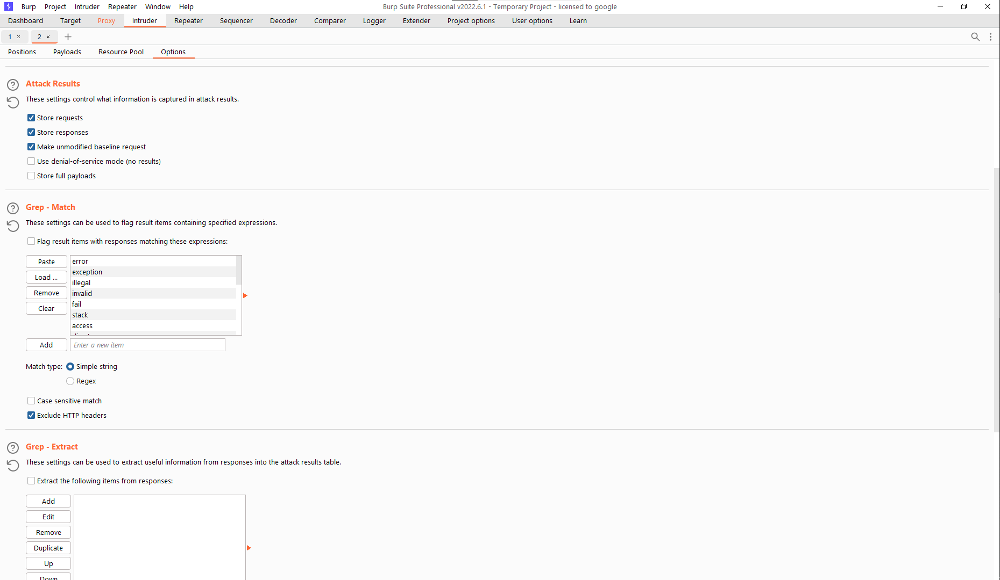 Burp Project Intruder Repeater Window Help
Burp Suite Professional v2022.6.1 - Temporary Project - licensed to google
Dashboard Target Proxy Intruder Repeater Sequencer Decoder Comparer Logger Extender Project options User options Learn
1 × 2 ×
Positions Payloads Resource Pool Options
Attack Results
These settings control what information is captured in attack results.
Store requests
Store responses
Make unmodified baseline request
Use denial-of-service mode (no results)
Store full payloads
Grep - Match
These settings can be used to flag result items containing specified expressions.
Flag result items with responses matching these expressions:
Paste
Load ...
Remove
Clear
error
exception
illegal
invalid
fail
stack
access
Add
Enter a new item
Match type: Simple string
Regex
Case sensitive match
Exclude HTTP headers
Grep - Extract
These settings can be used to extract useful information from responses into the attack results table.
Extract the following items from responses:
Add
Edit
Remove
Duplicate
Up
Down